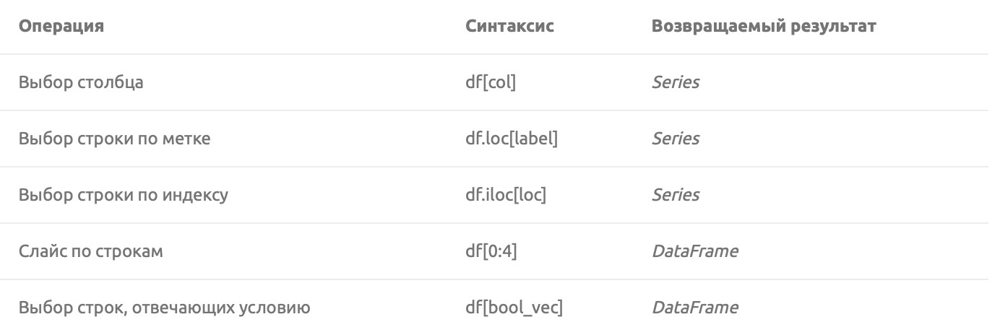 Операция Синтаксис Возвращаемый результат
Выбор столбца df[col] Series
Выбор строки по метке df.loc[label] Series
Выбор строки по индексу df.iloc[loc] Series
Слайс по строкам df[0:4] DataFrame
Выбор строк, отвечающих условию df[bool_vec] DataFrame